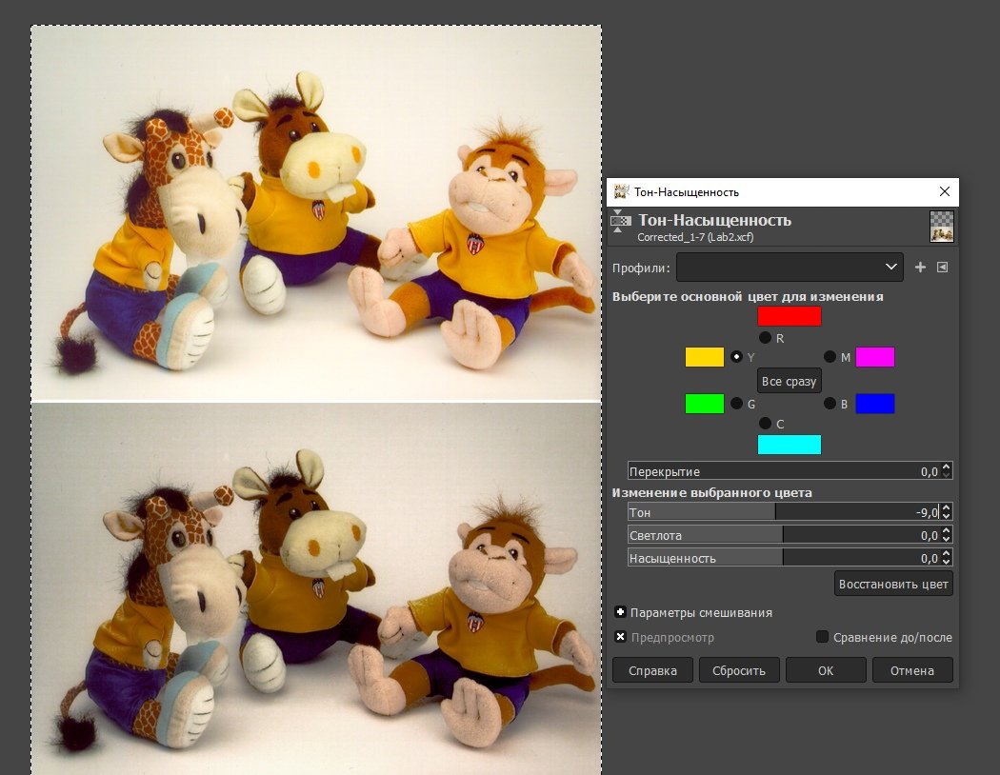 Тон-Насыщенность
Тон-Насыщенность
Corrected_1-7 (Lab2.xcf)
Профили:
Выберите основной цвет для изменения
R
Y M
Все сразу
G B
C
Перекрытие 0,0
Изменение выбранного цвета
Тон -9,0
Светлота 0,0
Насыщенность 0,0
Восстановить цвет
Параметры смешивания
Предпросмотр Сравнение до/после
Справка Сбросить OK Отмена